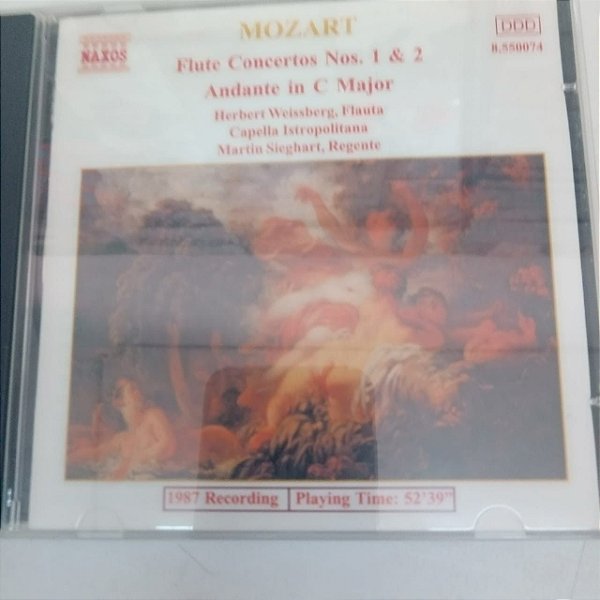 MOZART
NAXOS
DDD
8.550074
Flute Concertos Nos. 1 & 2
Andante in C Major
Herbert Weissberg, Flauta
Capella Istropolitana
Martin Sieghart, Regente
1987 Recording Playing Time: 52'39"